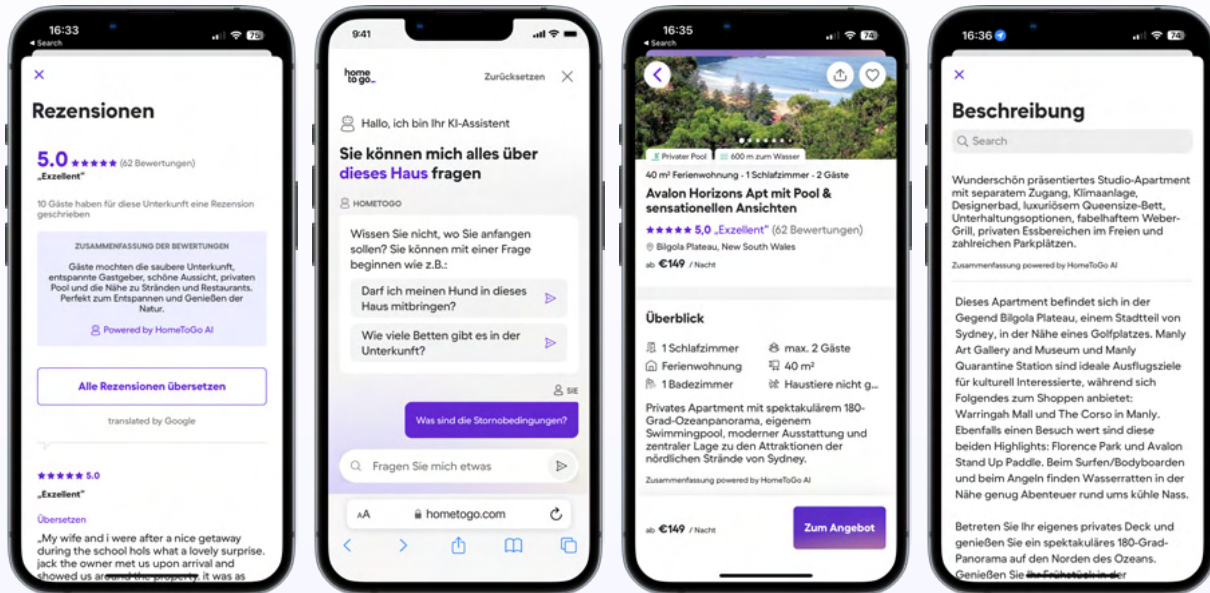 16:33
75
Search
Rezensionen
5.0 ★★★★★ (62 Bewertungen)
„Exzellent“
10 Gäste haben für diese Unterkunft eine Rezension
geschrieben
ZUSAMMENFASSUNG DER BEWERTUNGEN
Gäste mochten die saubere Unterkunft,
entspannte Gastgeber, schöne Aussicht, privaten
Pool und die Nähe zu Stränden und Restaurants.
Perfekt zum Entspannen und Genießen der
Natur.
Powered by HomeToGo AI
Alle Rezensionen übersetzen
translated by Google
★★★★★ 5.0
„Exzellent“
Übersetzen
„My wife and i were after a nice getaway
during the school hols what a lovely surprise.
jack the owner met us upon arrival and
showed us around the property. it was as
9:41
home
to go_
Zurücksetzen
Hallo, ich bin Ihr KI-Assistent
Sie können mich alles über
dieses Haus fragen
HOMETOGO
Wissen Sie nicht, wo Sie anfangen
sollen? Sie können mit einer Frage
beginnen wie z.B.:
Darf ich meinen Hund in dieses
Haus mitbringen?
Wie viele Betten gibt es in der
Unterkunft?
SIE
Was sind die Stornobedingungen?
Fragen Sie mich etwas
AA
hometogo.com
16:35
74
Search
Privater Pool
600 m zum Wasser
40 m² Ferienwohnung · 1 Schlafzimmer · 2 Gäste
Avalon Horizons Apt mit Pool &
sensationellen Ansichten
★★★★★ 5,0 „Exzellent“ (62 Bewertungen)
Bilgola Plateau, New South Wales
ab €149 / Nacht
Überblick
1 Schlafzimmer
max. 2 Gäste
Ferienwohnung
40 m²
1 Badezimmer
Haustiere nicht g...
Privates Apartment mit spektakulärem 180-
Grad-Ozeanpanorama, eigenem
Swimmingpool, moderner Ausstattung und
zentraler Lage zu den Attraktionen der
nördlichen Strände von Sydney.
Zusammenfassung powered by HomeToGo AI
ab €149 / Nacht
Zum Angebot
16:36
74
Beschreibung
Search
Wunderschön präsentiertes Studio-Apartment
mit separatem Zugang, Klimaanlage,
Designerbad, luxuriösem Queensize-Bett,
Unterhaltungsoptionen, fabelhaftem Weber-
Grill, privaten Essbereichen im Freien und
zahlreichen Parkplätzen.
Zusammenfassung powered by HomeToGo AI
Dieses Apartment befindet sich in der
Gegend Bilgola Plateau, einem Stadtteil von
Sydney, in der Nähe eines Golfplatzes. Manly
Art Gallery and Museum und Manly
Quarantine Station sind ideale Ausflugsziele
für kulturell Interessierte, während sich
Folgendes zum Shoppen anbietet:
Warringah Mall und The Corso in Manly.
Ebenfalls einen Besuch wert sind diese
beiden Highlights: Florence Park und Avalon
Stand Up Paddle. Beim Surfen/Bodyboarden
und beim Angeln finden Wasserratten in der
Nähe genug Abenteuer rund ums kühle Nass.
Betreten Sie Ihr eigenes privates Deck und
genießen Sie ein spektakuläres 180-Grad-
Panorama auf den Norden des Ozeans.
Genießen Sie Ihr Frühstück in der